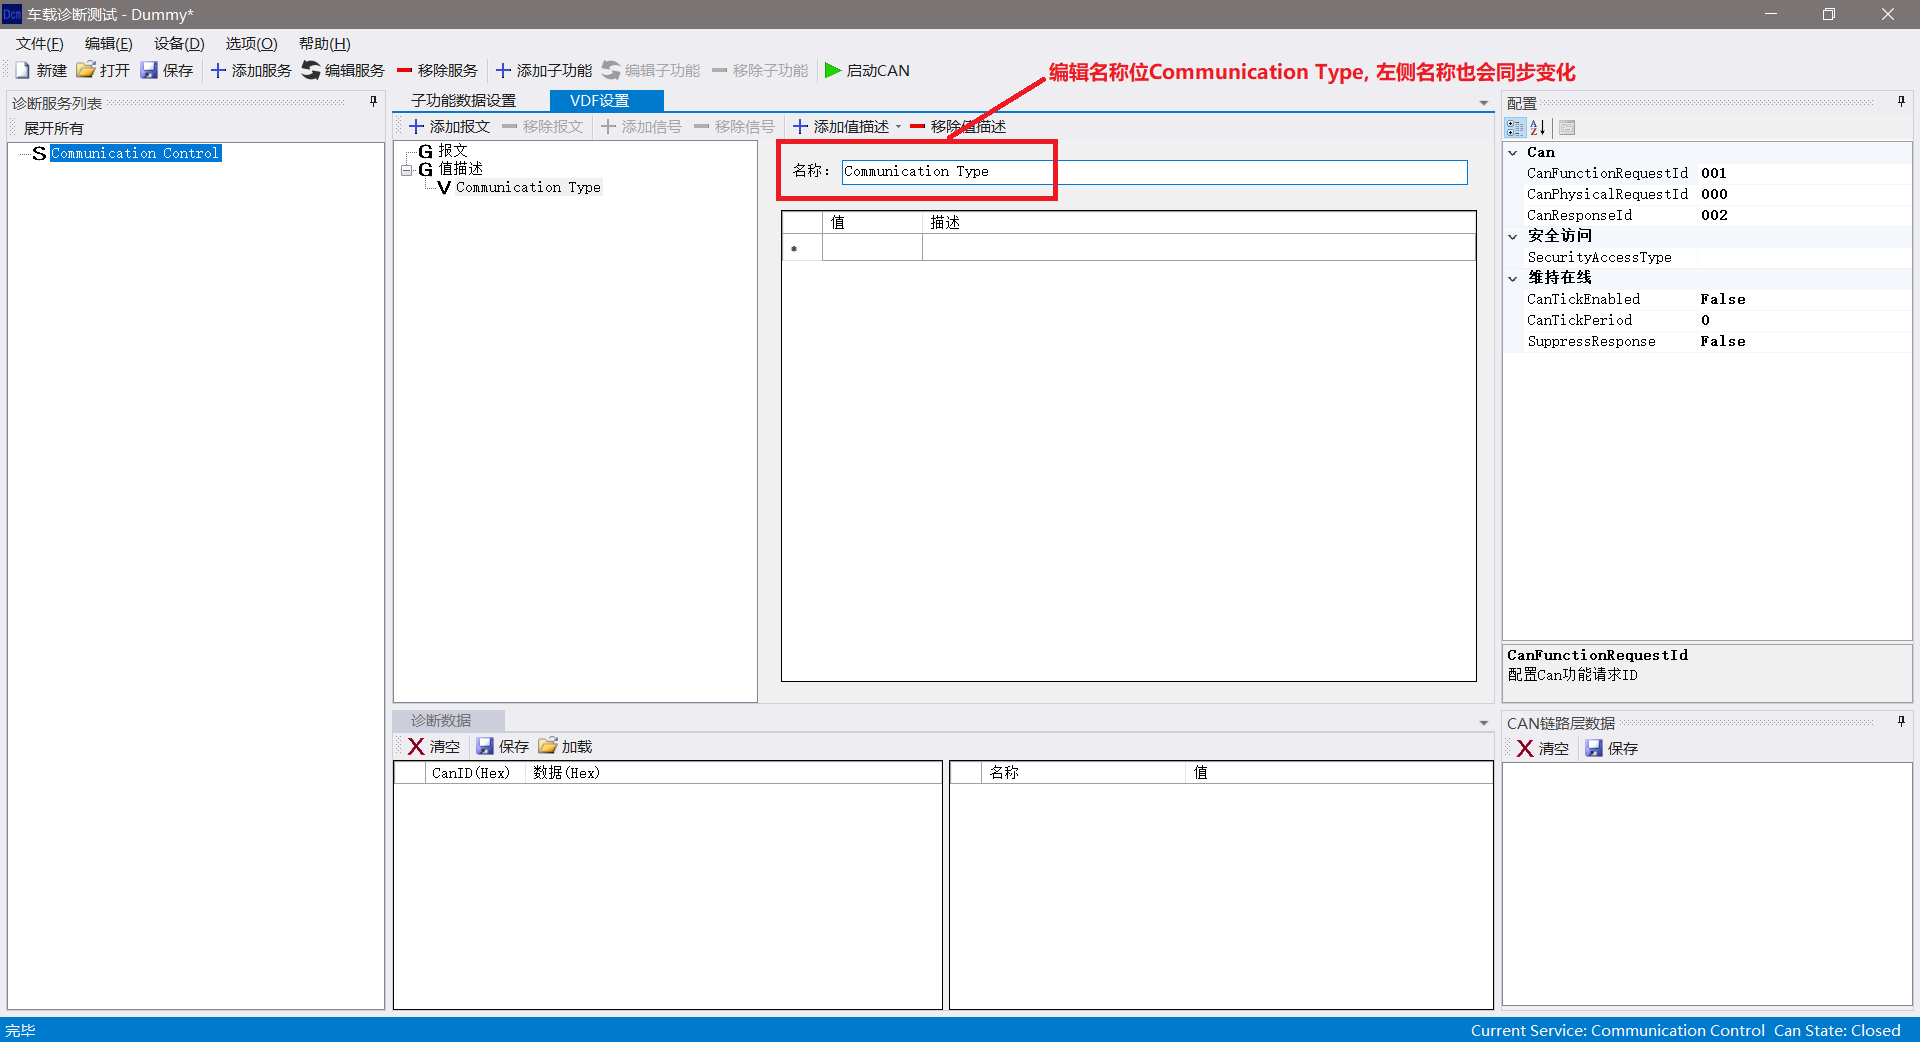 Dcm 车载诊断测试 - Dummy*
文件(F) 编辑(E) 设备(D) 选项(O) 帮助(H)
新建 打开 保存 添加服务 编辑服务 移除服务 添加子功能 编辑子功能 移除子功能 启动CAN
编辑名称位Communication Type, 左侧名称也会同步变化
诊断服务列表
展开所有
S Communication Control
子功能数据设置 VDF设置
添加报文 移除报文 添加信号 移除信号 添加值描述 移除值描述
G 报文
G 值描述
V Communication Type
名称： Communication Type
值 描述
*
配置
Can
CanFunctionRequestId 001
CanPhysicalRequestId 000
CanResponseId 002
安全访问
SecurityAccessType
维持在线
CanTickEnabled False
CanTickPeriod 0
SuppressResponse False
CanFunctionRequestId
配置Can功能请求ID
诊断数据
清空 保存 加载
CanID(Hex) 数据(Hex)
名称 值
CAN链路层数据
清空 保存
完毕
Current Service: Communication Control Can State: Closed